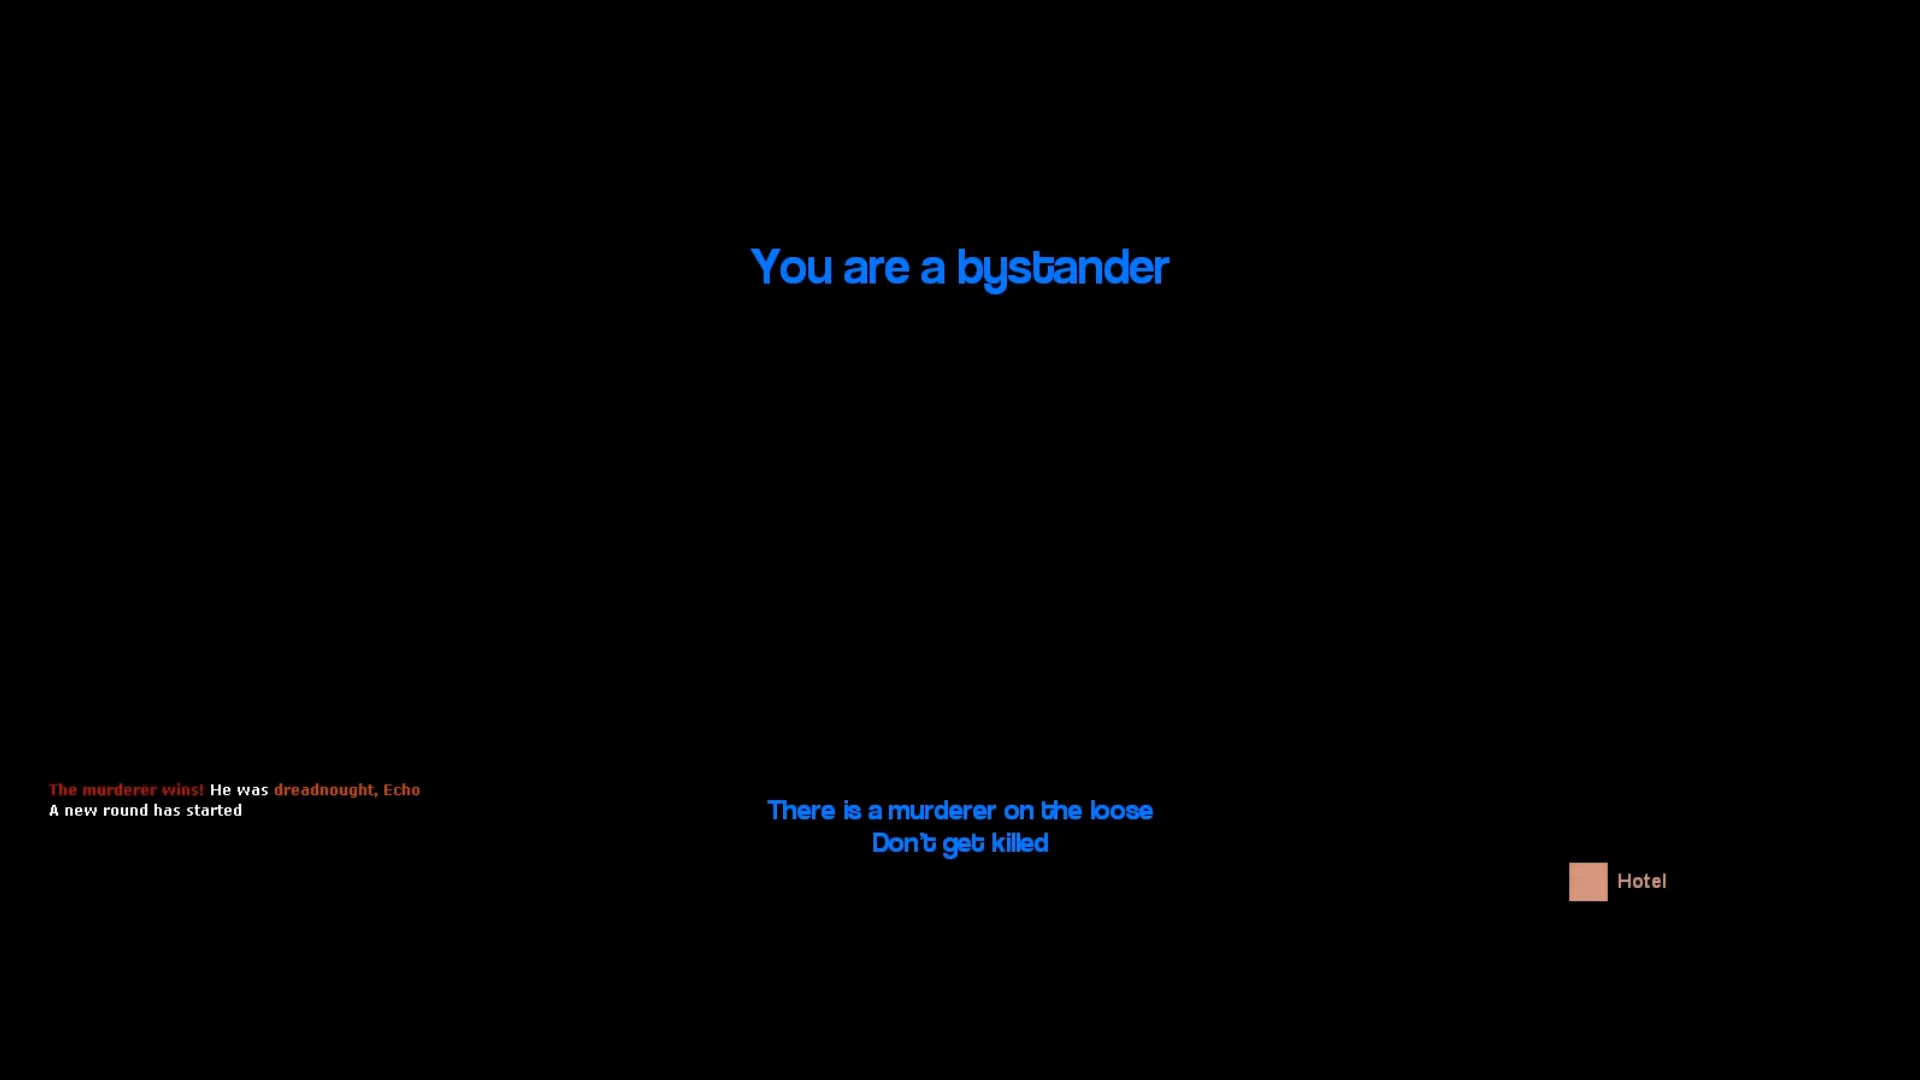 You are a bystander
The murderer wins! He was dreadnought, Echo
A new round has started
There is a murderer on the loose
Don't get killed
Hotel